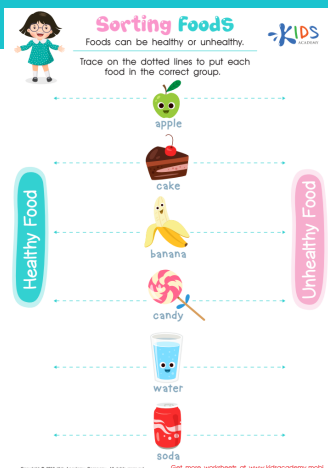 Sorting Foods
Foods can be healthy or unhealthy.
KIDS
ACADEMY
Trace on the dotted lines to put each
food in the correct group.
apple
cake
Healthy Food
Unhealthy Food
banana
candy
water
soda
Get more worksheets at www.kidsacademy.mobi